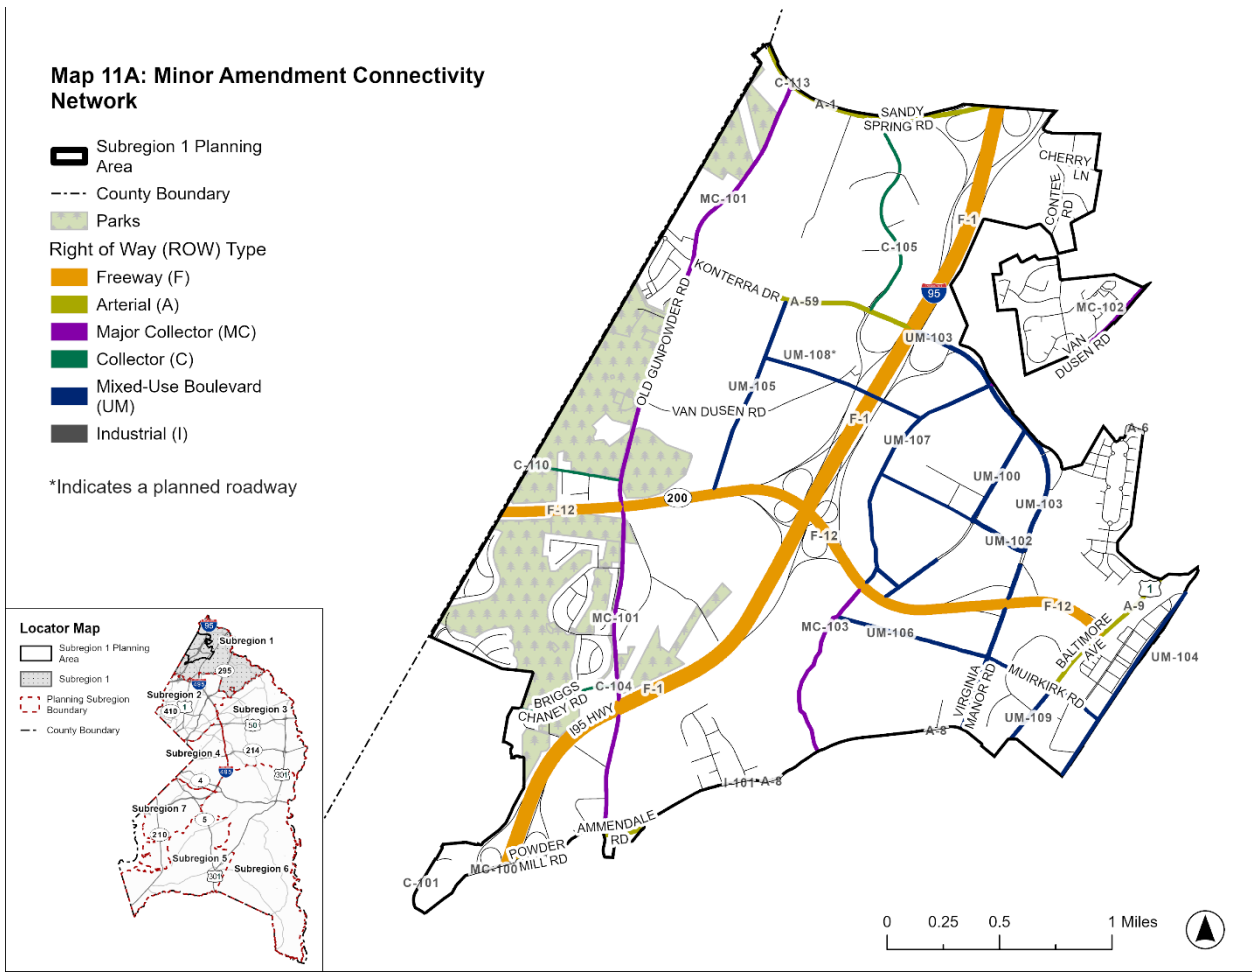 Map 11A: Minor Amendment Connectivity
Network
Subregion 1 Planning
Area
County Boundary
Parks
Right of Way (ROW) Type
Freeway (F)
Arterial (A)
Major Collector (MC)
Collector (C)
Mixed-Use Boulevard
(UM)
Industrial (I)
*Indicates a planned roadway
C-113
A-1
SANDY
SPRING RD
CHERRY
LN
CONTEE
RD
MC-101
F-1
C-105
KONTERRA DR
A-59
95
MC-102
OLD GUNPOWDER RD
UM-103
VAN
DUSEN RD
UM-108*
UM-105
VAN DUSEN RD
F-1
A-6
UM-107
C-110
UM-100
200
F-12
UM-103
F-12
UM-102
1
F-12
A-9
MC-101
MC-103
UM-106
BALTIMORE
AVE
UM-104
C-104
F-1
BRIGGS
CHANEY RD
MUIRKIRK RD
VIRGINIA
MANOR RD
I95 HWY
UM-109
A-8
I-101
A-8
AMMENDALE
RD
POWDER
MILL RD
MC-100
C-101
0 0.25 0.5 1 Miles
Locator Map
Subregion 1 Planning
Area
Subregion 1
Planning Subregion
Boundary
County Boundary
95
Subregion 1
295
495
Subregion 2
410
1
Subregion 3
50
Subregion 4
214
495
301
4
Subregion 7
5
210
Subregion 5
Subregion 6
301